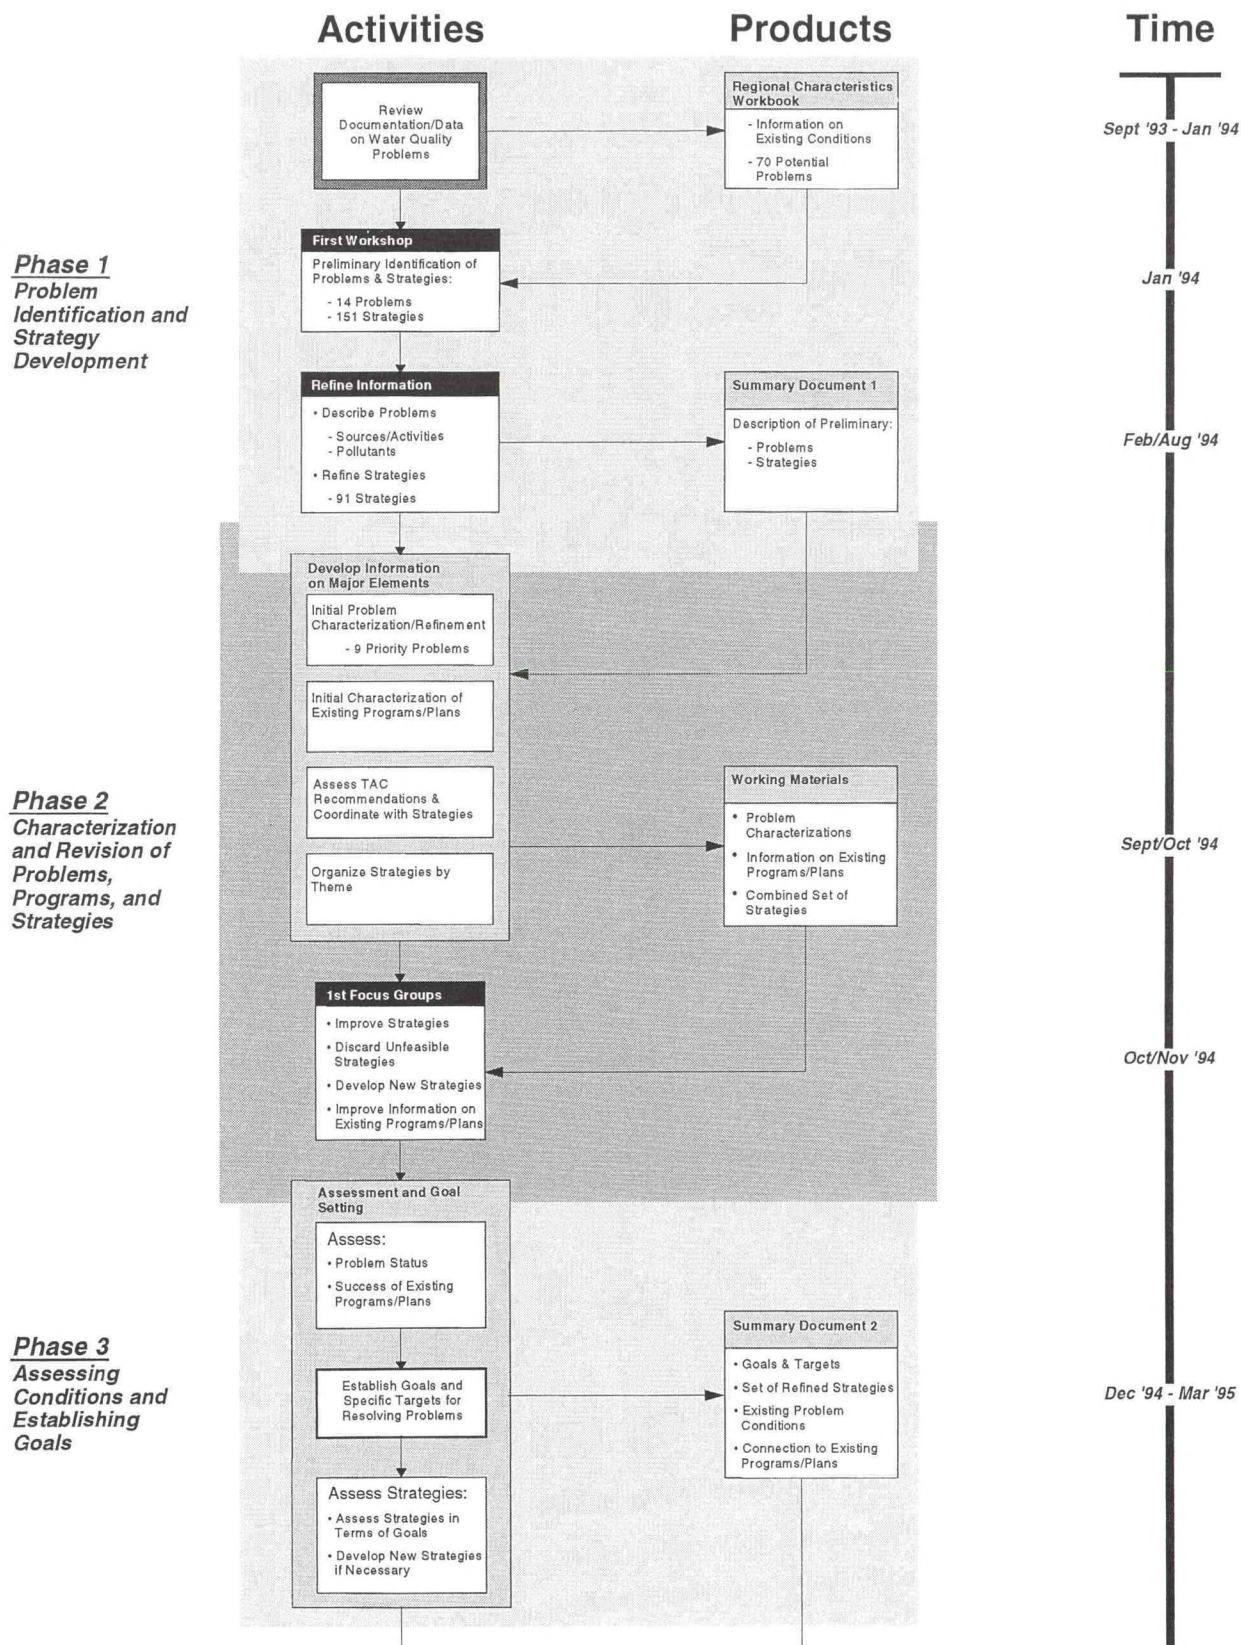 Activities
Products
Time
Review
Documentation/Data
on Water Quality
Problems
Regional Characteristics
Workbook
- Information on
Existing Conditions
- 70 Potential
Problems
Sept '93 - Jan '94
Phase 1
Problem
Identification and
Strategy
Development
First Workshop
Preliminary Identification of
Problems & Strategies:
- 14 Problems
- 151 Strategies
Jan '94
Refine Information
• Describe Problems
- Sources/Activities
- Pollutants
• Refine Strategies
- 91 Strategies
Summary Document 1
Description of Preliminary:
- Problems
- Strategies
Feb/Aug '94
Phase 2
Characterization
and Revision of
Problems,
Programs, and
Strategies
Develop Information
on Major Elements
Initial Problem
Characterization/Refinement
- 9 Priority Problems
Initial Characterization of
Existing Programs/Plans
Assess TAC
Recommendations &
Coordinate with Strategies
Organize Strategies by
Theme
Working Materials
• Problem
Characterizations
• Information on Existing
Programs/Plans
• Combined Set of
Strategies
Sept/Oct '94
1st Focus Groups
• Improve Strategies
• Discard Unfeasible
Strategies
• Develop New Strategies
• Improve Information on
Existing Programs/Plans
Oct/Nov '94
Phase 3
Assessing
Conditions and
Establishing
Goals
Assessment and Goal
Setting
Assess:
• Problem Status
• Success of Existing
Programs/Plans
Establish Goals and
Specific Targets for
Resolving Problems
Assess Strategies:
• Assess Strategies in
Terms of Goals
• Develop New Strategies
if Necessary
Summary Document 2
• Goals & Targets
• Set of Refined Strategies
• Existing Problem
Conditions
• Connection to Existing
Programs/Plans
Dec '94 - Mar '95